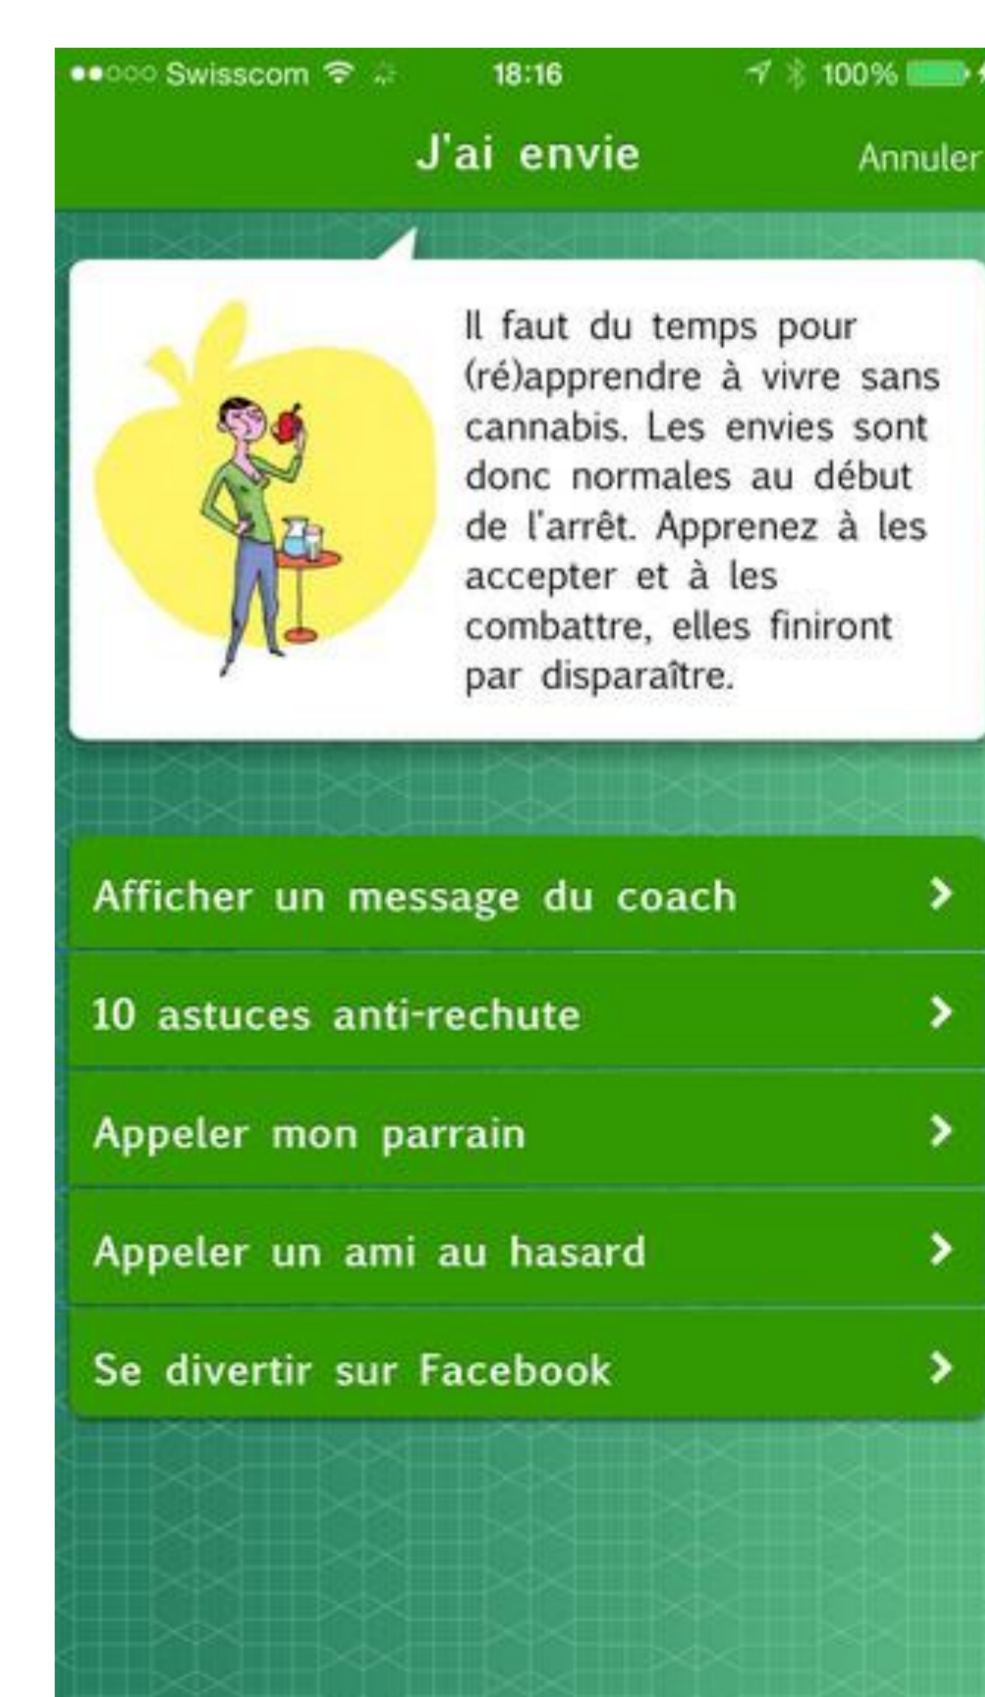 Swisscom 18:16 100%
J'ai envie Annuler
Il faut du temps pour
(ré)apprendre à vivre sans
cannabis. Les envies sont
donc normales au début
de l'arrêt. Apprenez à les
accepter et à les
combattre, elles finiront
par disparaître.
Afficher un message du coach
10 astuces anti-rechute
Appeler mon parrain
Appeler un ami au hasard
Se divertir sur Facebook